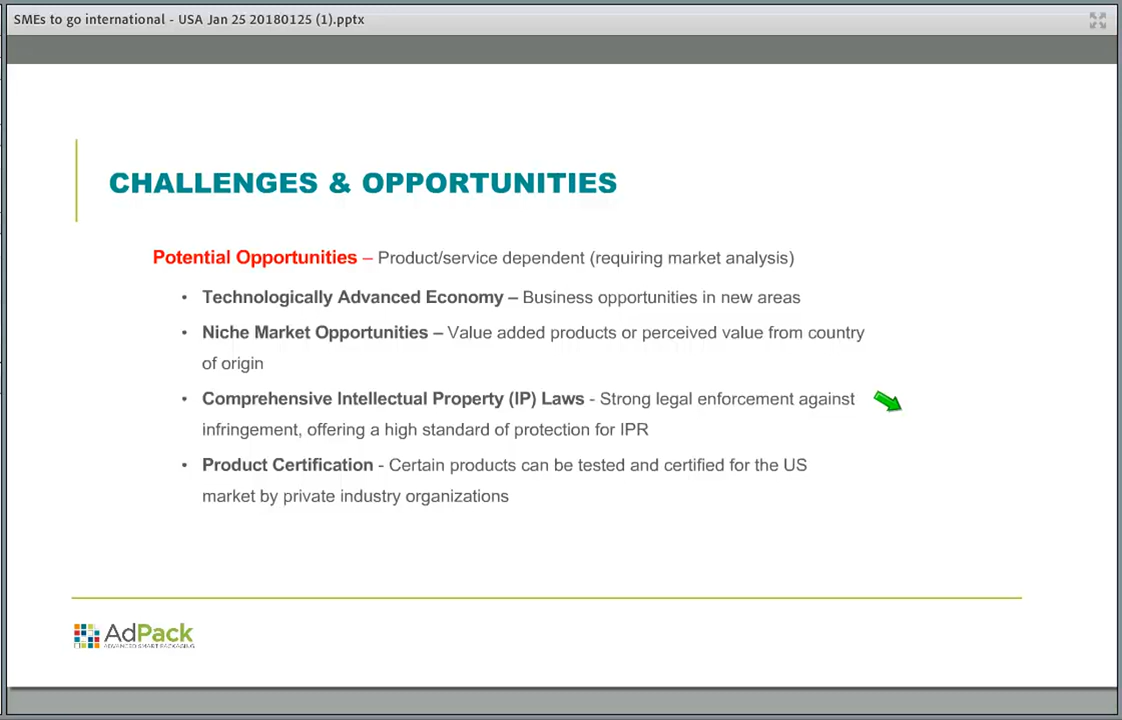 SMEs to go international - USA Jan 25 20180125 (1).pptx
CHALLENGES & OPPORTUNITIES
Potential Opportunities – Product/service dependent (requiring market analysis)
• Technologically Advanced Economy – Business opportunities in new areas
• Niche Market Opportunities – Value added products or perceived value from country
of origin
• Comprehensive Intellectual Property (IP) Laws - Strong legal enforcement against
infringement, offering a high standard of protection for IPR
• Product Certification - Certain products can be tested and certified for the US
market by private industry organizations
AdPack
ADVANCED SMART PACKAGING